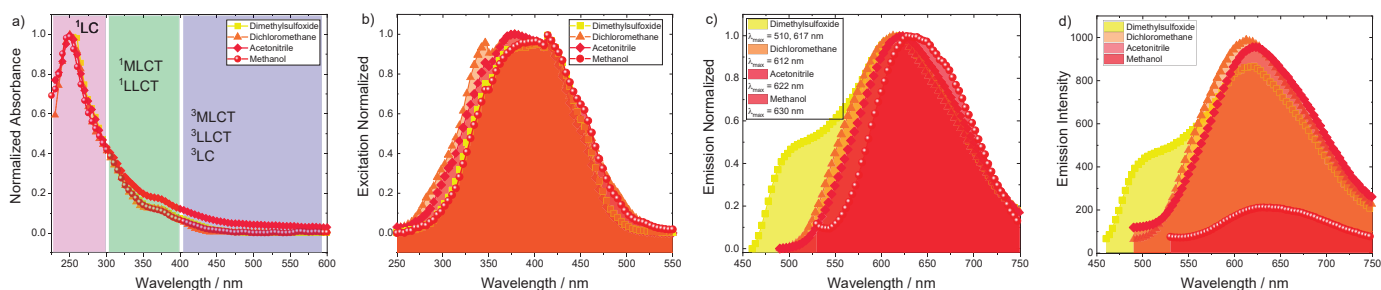 a)
¹LC
Dimethylsulfoxide
Dichloromethane
Acetonitrile
Methanol
¹MLCT
¹LLCT
³MLCT
³LLCT
³LC
Normalized Absorbance
1.0
0.8
0.6
0.4
0.2
0.0
250 300 350 400 450 500 550 600
Wavelength / nm
b)
Dimethylsulfoxide
Dichloromethane
Acetonitrile
Methanol
Excitation Normalized
1.0
0.8
0.6
0.4
0.2
0.0
250 300 350 400 450 500 550
Wavelength / nm
c)
Dimethylsulfoxide
λmax = 510, 617 nm
Dichloromethane
λmax = 612 nm
Acetonitrile
λmax = 622 nm
Methanol
λmax = 630 nm
Emission Normalized
1.0
0.8
0.6
0.4
0.2
0.0
450 500 550 600 650 700 750
Wavelength / nm
d)
Dimethylsulfoxide
Dichloromethane
Acetonitrile
Methanol
Emission Intensity
1000
800
600
400
200
0
450 500 550 600 650 700 750
Wavelength / nm